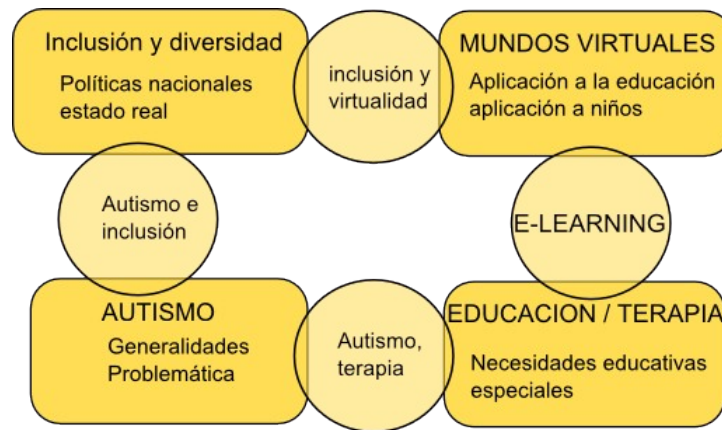 Inclusión y diversidad
Políticas nacionales
estado real
inclusión y
virtualidad
MUNDOS VIRTUALES
Aplicación a la educación
aplicación a niños
Autismo e
inclusión
E-LEARNING
AUTISMO
Generalidades
Problemática
Autismo,
terapia
EDUCACION / TERAPIA
Necesidades educativas
especiales